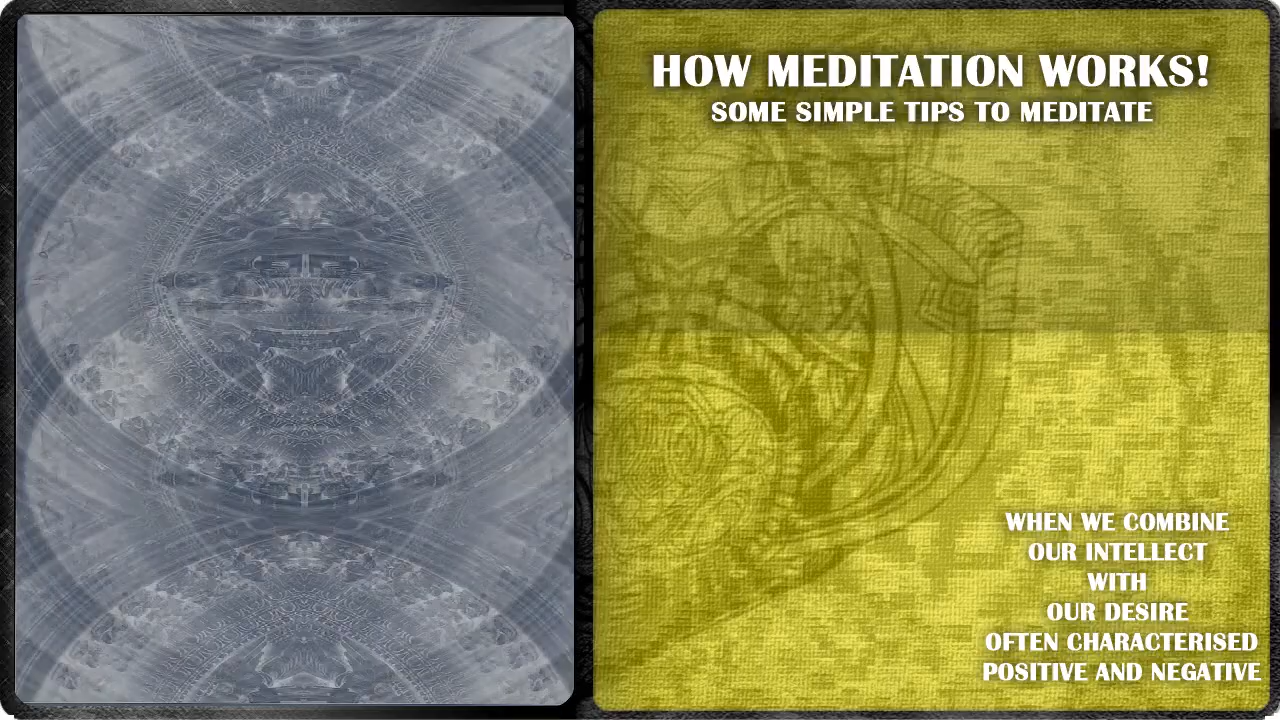 HOW MEDITATION WORKS!
SOME SIMPLE TIPS TO MEDITATE
WHEN WE COMBINE
OUR INTELLECT
WITH
OUR DESIRE
OFTEN CHARACTERISED
POSITIVE AND NEGATIVE